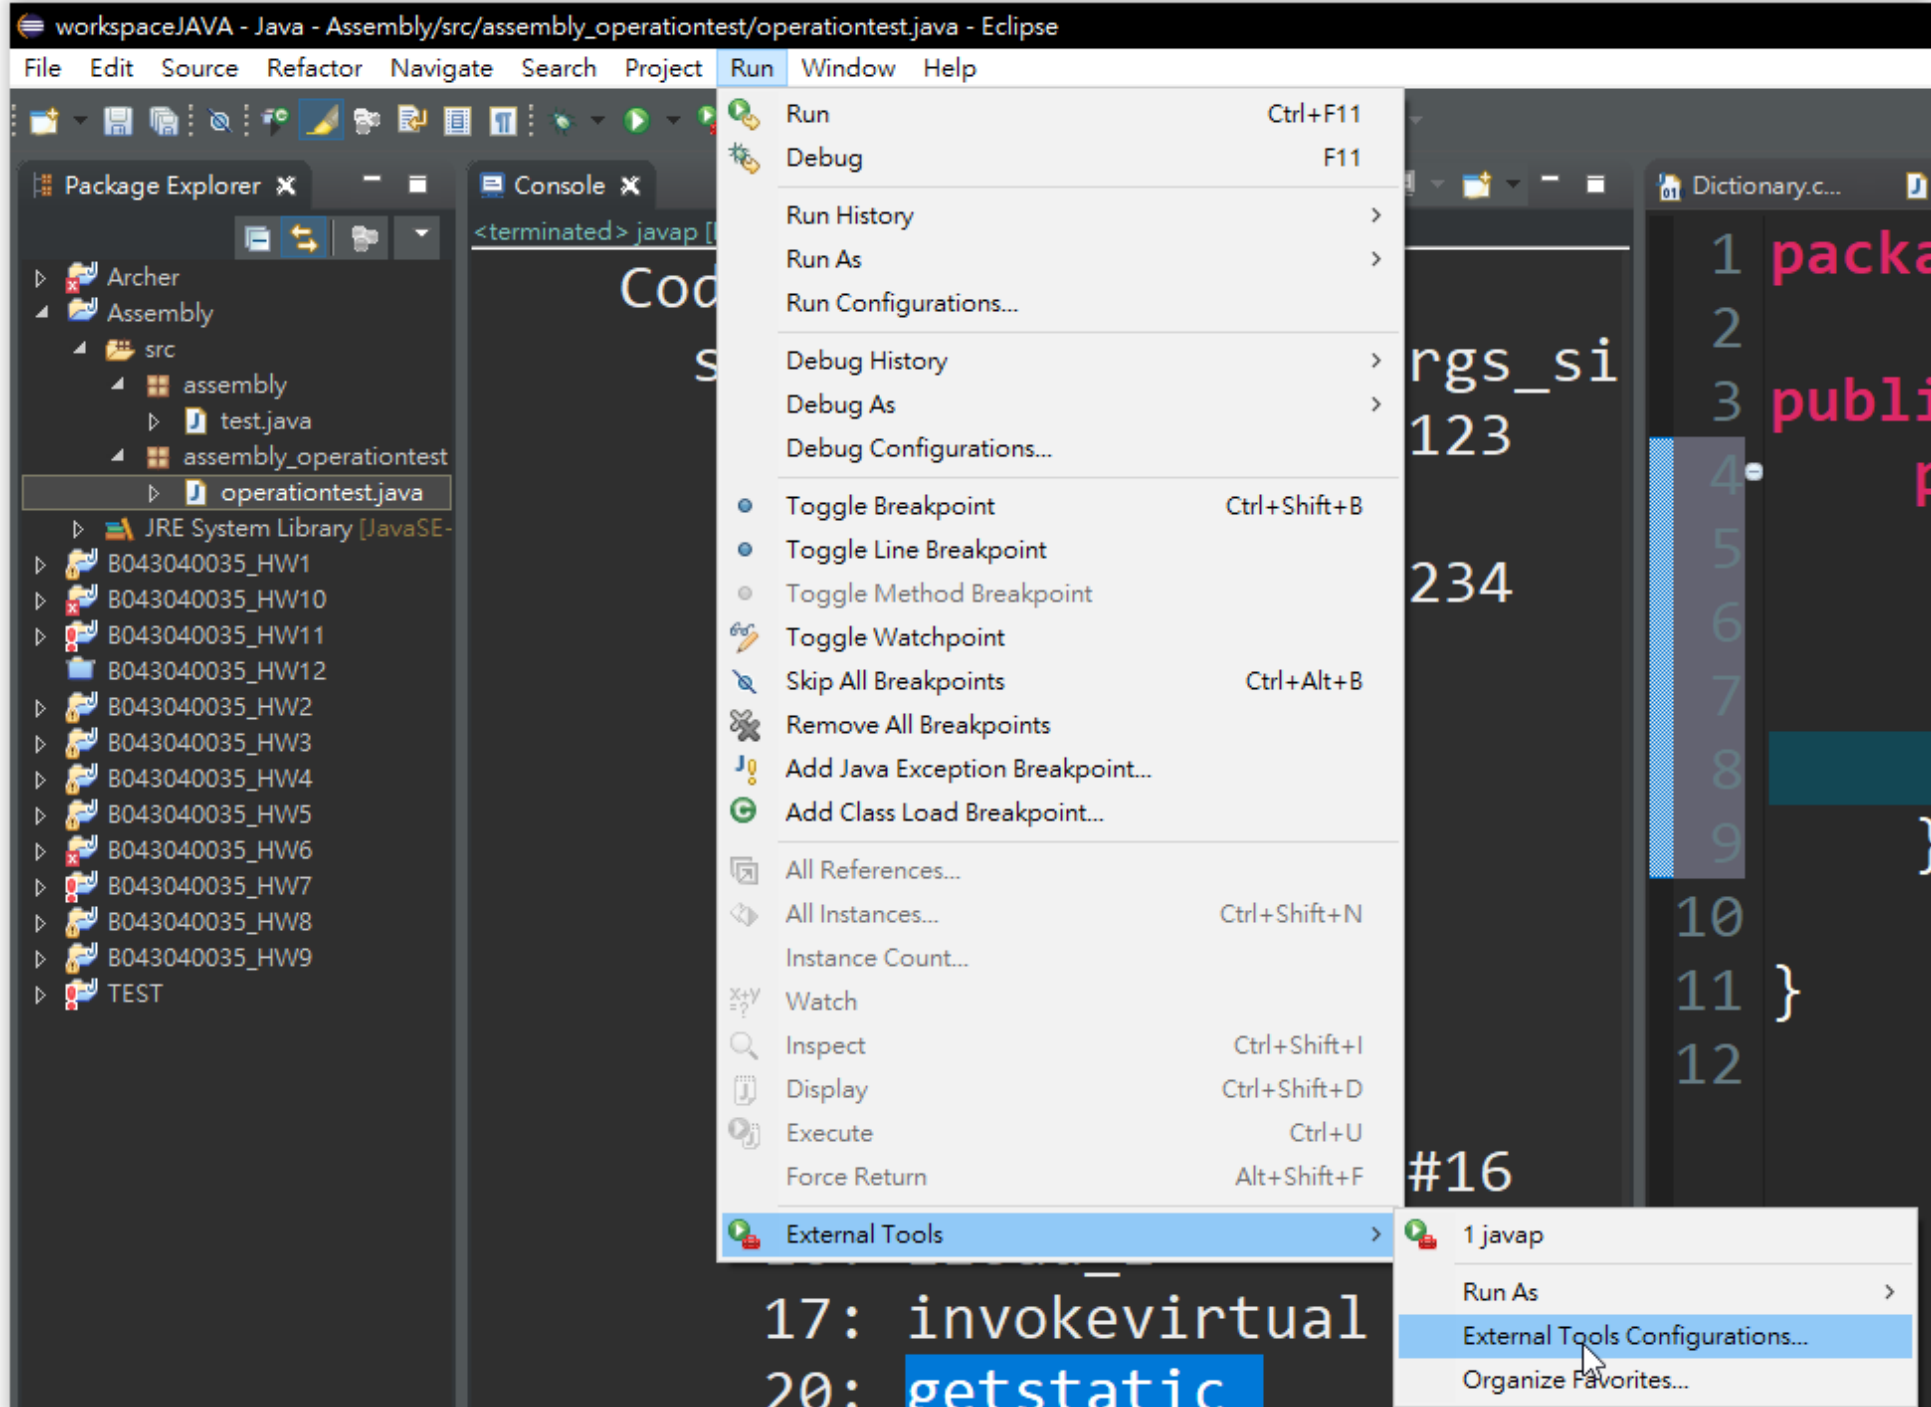 workspaceJAVA - Java - Assembly/src/assembly_operationtest/operationtest.java - Eclipse
File Edit Source Refactor Navigate Search Project Run Window Help
Package Explorer
Archer
Assembly
src
assembly
test.java
assembly_operationtest
operationtest.java
JRE System Library [JavaSE-
B043040035_HW1
B043040035_HW10
B043040035_HW11
B043040035_HW12
B043040035_HW2
B043040035_HW3
B043040035_HW4
B043040035_HW5
B043040035_HW6
B043040035_HW7
B043040035_HW8
B043040035_HW9
TEST
Console
<terminated> javap [
Cod
s
rgs_si
123
234
#16
17: invokevirtual
20: getstatic
Run Ctrl+F11
Debug F11
Run History
Run As
Run Configurations...
Debug History
Debug As
Debug Configurations...
Toggle Breakpoint Ctrl+Shift+B
Toggle Line Breakpoint
Toggle Method Breakpoint
Toggle Watchpoint
Skip All Breakpoints Ctrl+Alt+B
Remove All Breakpoints
Add Java Exception Breakpoint...
Add Class Load Breakpoint...
All References...
All Instances... Ctrl+Shift+N
Instance Count...
Watch
Inspect Ctrl+Shift+I
Display Ctrl+Shift+D
Execute Ctrl+U
Force Return Alt+Shift+F
External Tools
1 javap
Run As
External Tools Configurations...
Organize Favorites...
Dictionary.c...
1 packa
2
3 publi
4 p
5
6
7
8
9 }
10
11 }
12